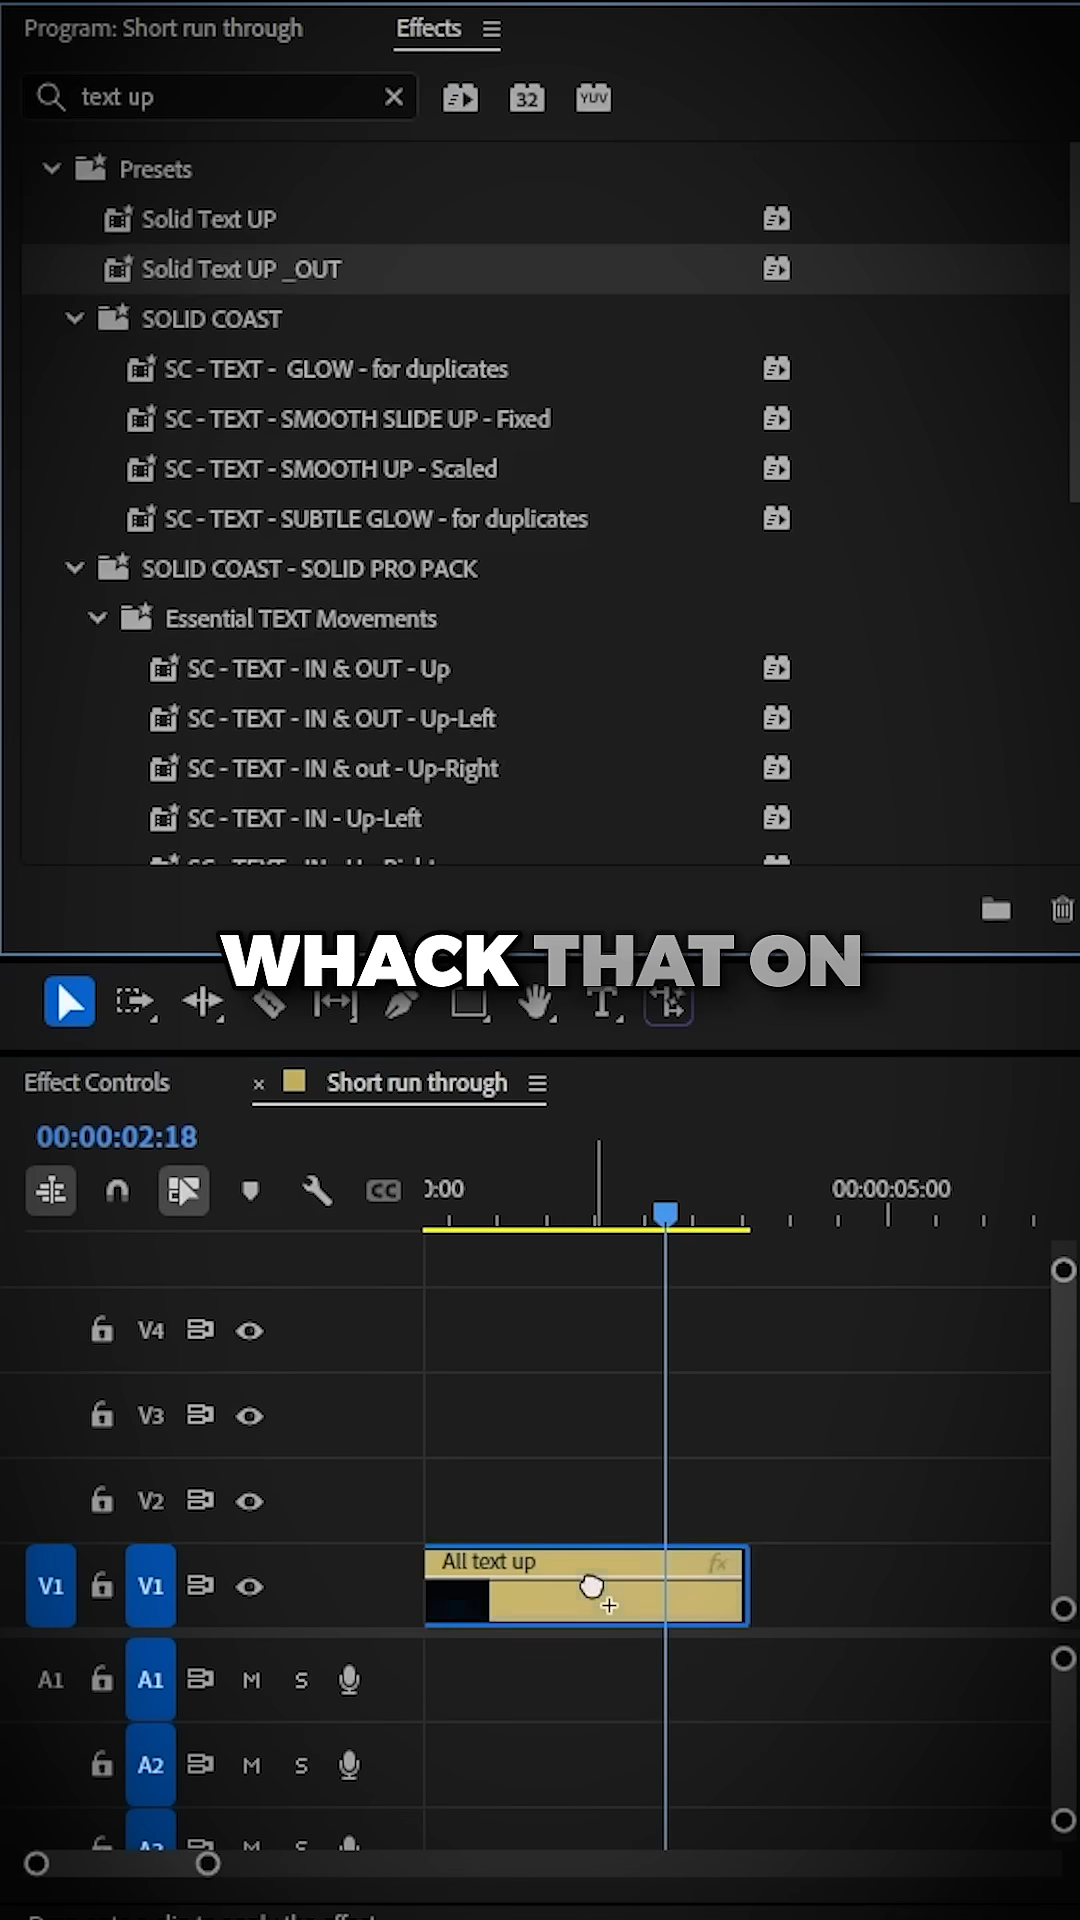 Program: Short run through
Effects
text up
32
YUV
Presets
Solid Text UP
Solid Text UP _OUT
SOLID COAST
SC - TEXT -  GLOW - for duplicates
SC - TEXT - SMOOTH SLIDE UP - Fixed
SC - TEXT - SMOOTH UP - Scaled
SC - TEXT - SUBTLE GLOW - for duplicates
SOLID COAST - SOLID PRO PACK
Essential TEXT Movements
SC - TEXT - IN & OUT - Up
SC - TEXT - IN & OUT - Up-Left
SC - TEXT - IN & out - Up-Right
SC - TEXT - IN - Up-Left
WHACK THAT ON
Effect Controls
Short run through
00:00:02:18
CC
0:00
00:00:05:00
V4
V3
V2
V1 V1
All text up
fx
A1 A1 M S
A2 M S